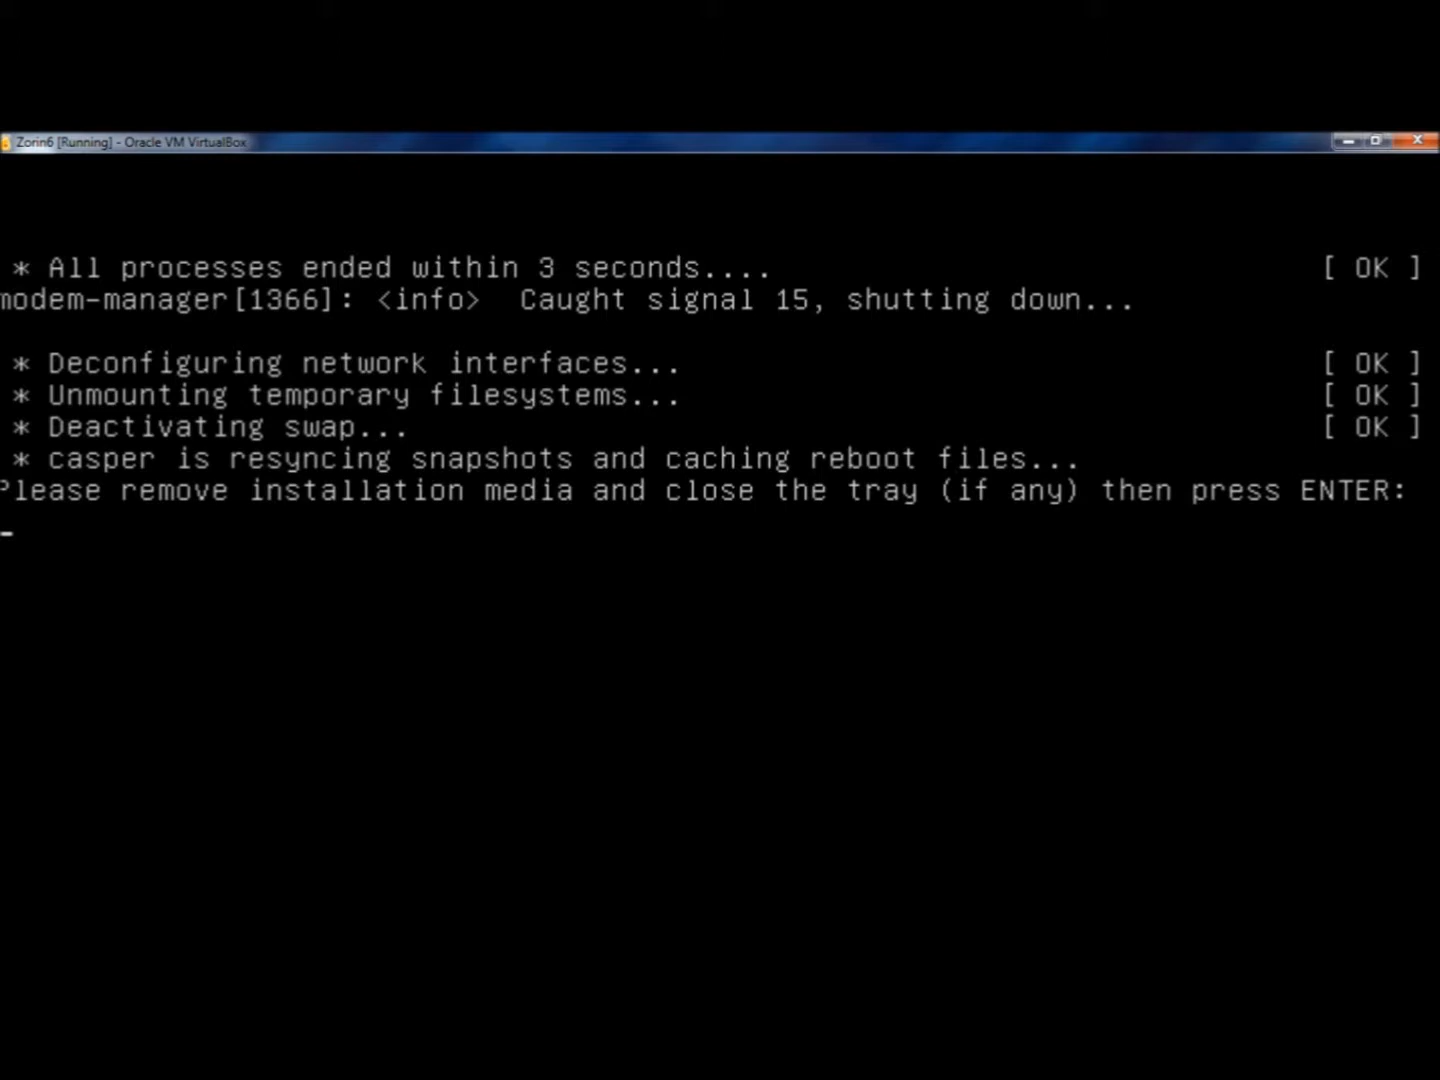 Zorin6 [Running] - Oracle VM VirtualBox
* All processes ended within 3 seconds.... [ OK ]
modem-manager[1366]: <info>  Caught signal 15, shutting down...
* Deconfiguring network interfaces... [ OK ]
* Unmounting temporary filesystems... [ OK ]
* Deactivating swap... [ OK ]
* casper is resyncing snapshots and caching reboot files...
Please remove installation media and close the tray (if any) then press ENTER: